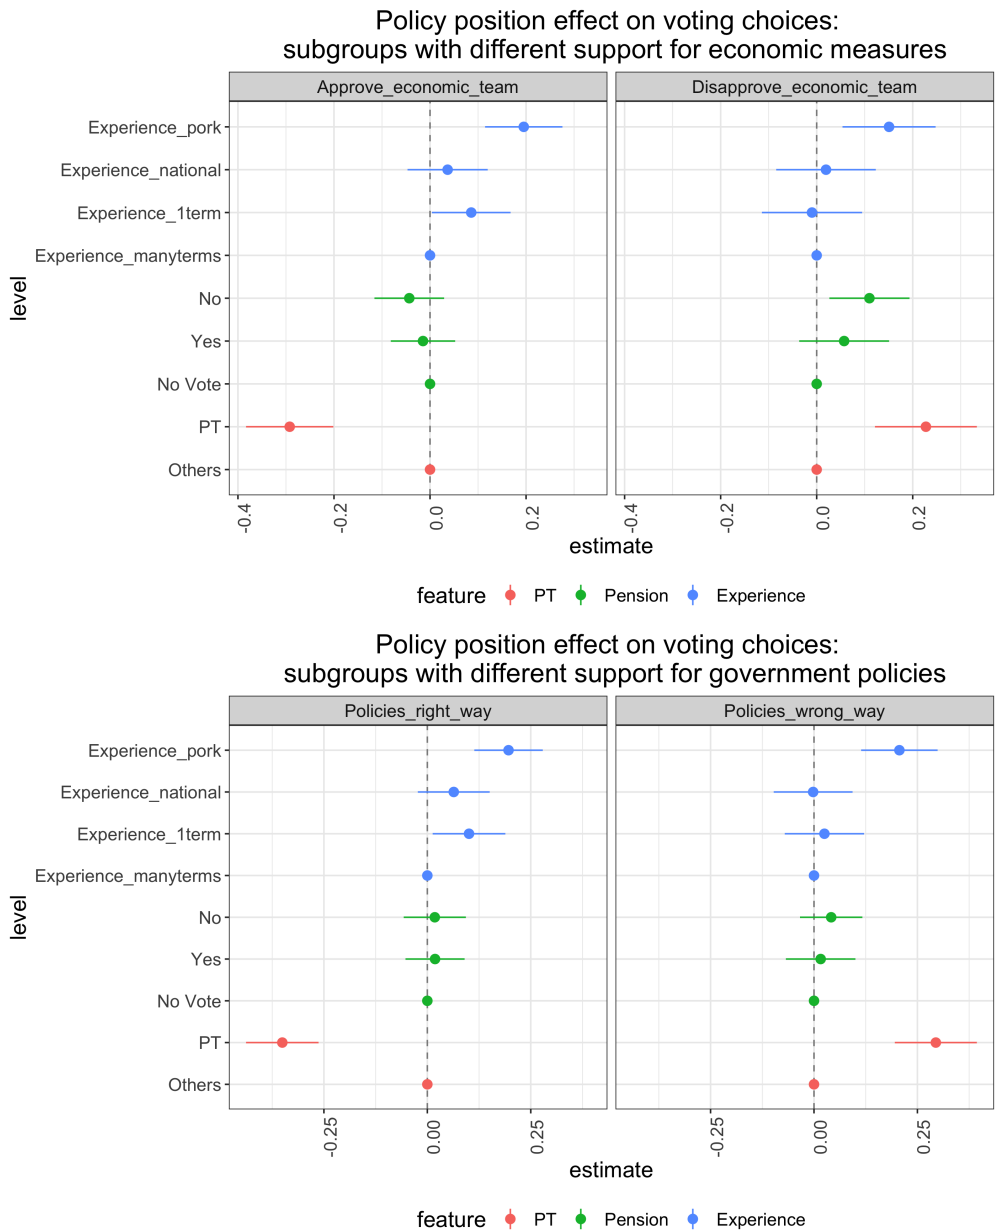 Policy position effect on voting choices:
subgroups with different support for economic measures
Approve_economic_team
Disapprove_economic_team
level
Experience_pork
Experience_national
Experience_1term
Experience_manyterms
No
Yes
No Vote
PT
Others
-0.4
-0.2
0.0
0.2
-0.4
-0.2
0.0
0.2
estimate
feature PT Pension Experience
Policy position effect on voting choices:
subgroups with different support for government policies
Policies_right_way
Policies_wrong_way
level
Experience_pork
Experience_national
Experience_1term
Experience_manyterms
No
Yes
No Vote
PT
Others
-0.25
0.00
0.25
-0.25
0.00
0.25
estimate
feature PT Pension Experience